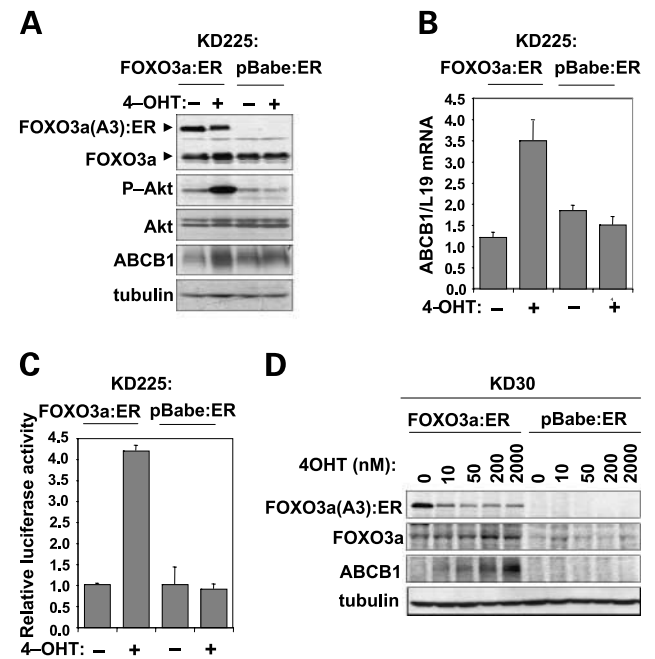 A
KD225:
FOXO3a:ER pBabe:ER
4–OHT: – + – +
FOXO3a(A3):ER ►
FOXO3a ►
P–Akt
Akt
ABCB1
tubulin
B
KD225:
FOXO3a:ER pBabe:ER
ABCB1/L19 mRNA
4.5
4.0
3.5
3.0
2.5
2.0
1.5
1.0
0.5
0.0
4–OHT: – + – +
C
KD225:
FOXO3a:ER pBabe:ER
Relative luciferase activity
4.5
4.0
3.5
3.0
2.5
2.0
1.5
1.0
0.5
0.0
4–OHT: – + – +
D
KD30
FOXO3a:ER pBabe:ER
4OHT (nM): 0 10 50 200 2000 0 10 50 200 2000
FOXO3a(A3):ER
FOXO3a
ABCB1
tubulin